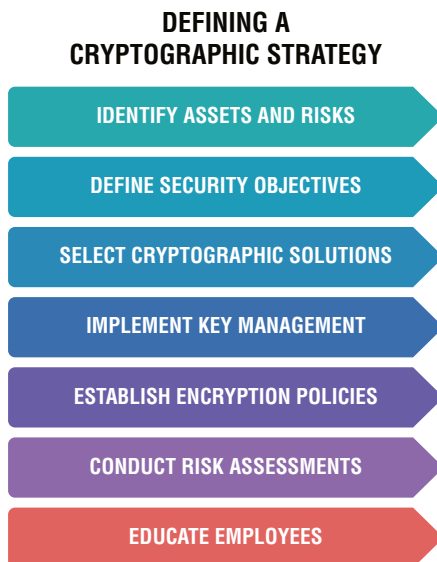 DEFINING A
CRYPTOGRAPHIC STRATEGY
IDENTIFY ASSETS AND RISKS
DEFINE SECURITY OBJECTIVES
SELECT CRYPTOGRAPHIC SOLUTIONS
IMPLEMENT KEY MANAGEMENT
ESTABLISH ENCRYPTION POLICIES
CONDUCT RISK ASSESSMENTS
EDUCATE EMPLOYEES